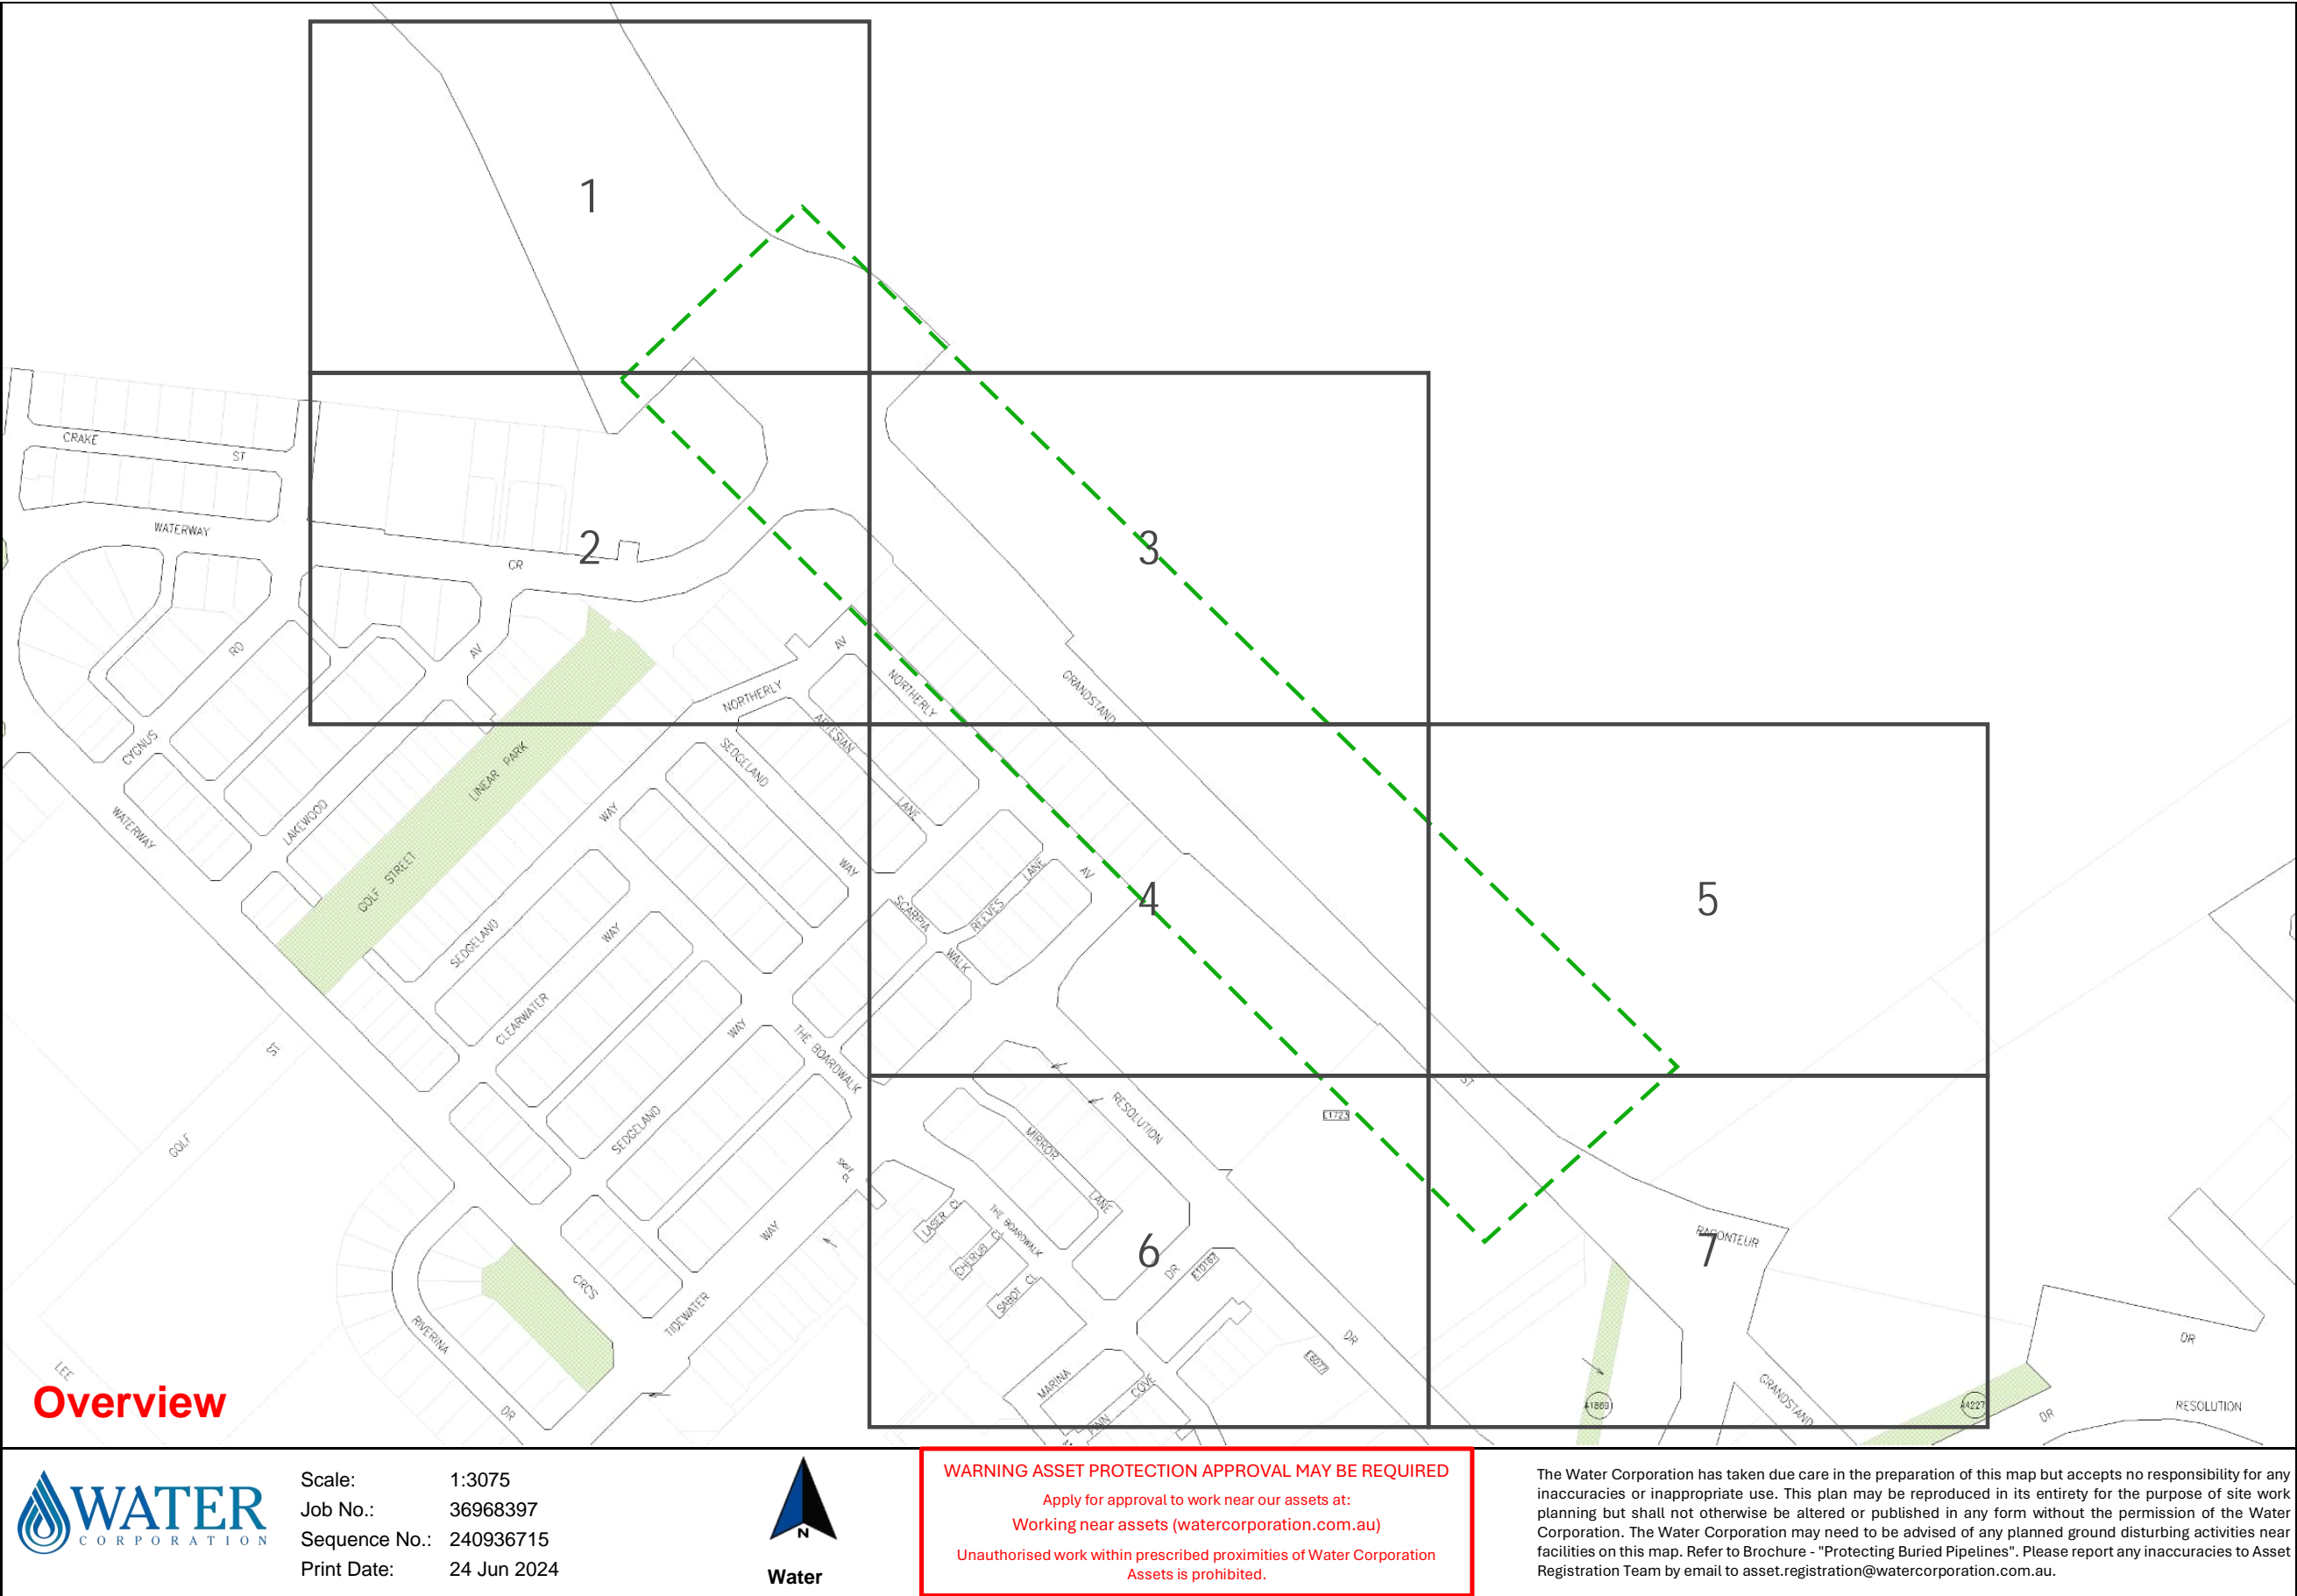 1
2
3
4
5
6
7
CRAKE
ST
WATERWAY
CR
RD
AV
CYGNUS
WATERWAY
LAKEWOOD
LINEAR PARK
GOLF STREET
NORTHERLY
AV
NORTHERLY
ARTESIAN
LANE
SEDGELAND
WAY
WAY
SEDGELAND
WAY
CLEARWATER
WAY
SEDGELAND
THE BOARDWALK
SCARPIA
WALK
REEVES
LANE
AV
GRANDSTAND
ST
ST
GOLF
LEE
RIVERINA
DR
CRCS
TIDEWATER
WAY
RESOLUTION
DR
DR
MIRROR
LANE
LASER CL
CHERUB CL
SABOT CL
THE BOARDWALK
MARINA
COVE
E1723
E10167
E6077
RACONTEUR
GRANDSTAND
A4227
DR
DR
RESOLUTION
Overview
WATER
CORPORATION
Scale: 1:3075
Job No.: 36968397
Sequence No.: 240936715
Print Date: 24 Jun 2024
N
Water
WARNING ASSET PROTECTION APPROVAL MAY BE REQUIRED
Apply for approval to work near our assets at:
Working near assets (watercorporation.com.au)
Unauthorised work within prescribed proximities of Water Corporation
Assets is prohibited.
The Water Corporation has taken due care in the preparation of this map but accepts no responsibility for any
inaccuracies or inappropriate use. This plan may be reproduced in its entirety for the purpose of site work
planning but shall not otherwise be altered or published in any form without the permission of the Water
Corporation. The Water Corporation may need to be advised of any planned ground disturbing activities near
facilities on this map. Refer to Brochure - "Protecting Buried Pipelines". Please report any inaccuracies to Asset
Registration Team by email to asset.registration@watercorporation.com.au.